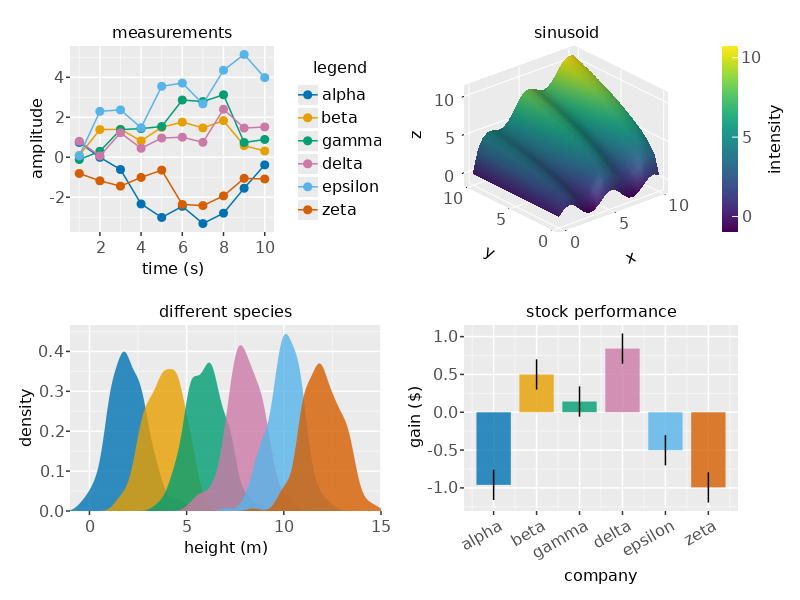 measurements
amplitude
4
2
0
-2
2
4
6
8
10
time (s)
legend
alpha
beta
gamma
delta
epsilon
zeta
sinusoid
z
10
5
0
10
5
0
y
0
5
10
x
10
5
0
intensity
different species
density
0.4
0.3
0.2
0.1
0.0
0
5
10
15
height (m)
stock performance
gain ($)
1.0
0.5
0.0
-0.5
-1.0
alpha
beta
gamma
delta
epsilon
zeta
company